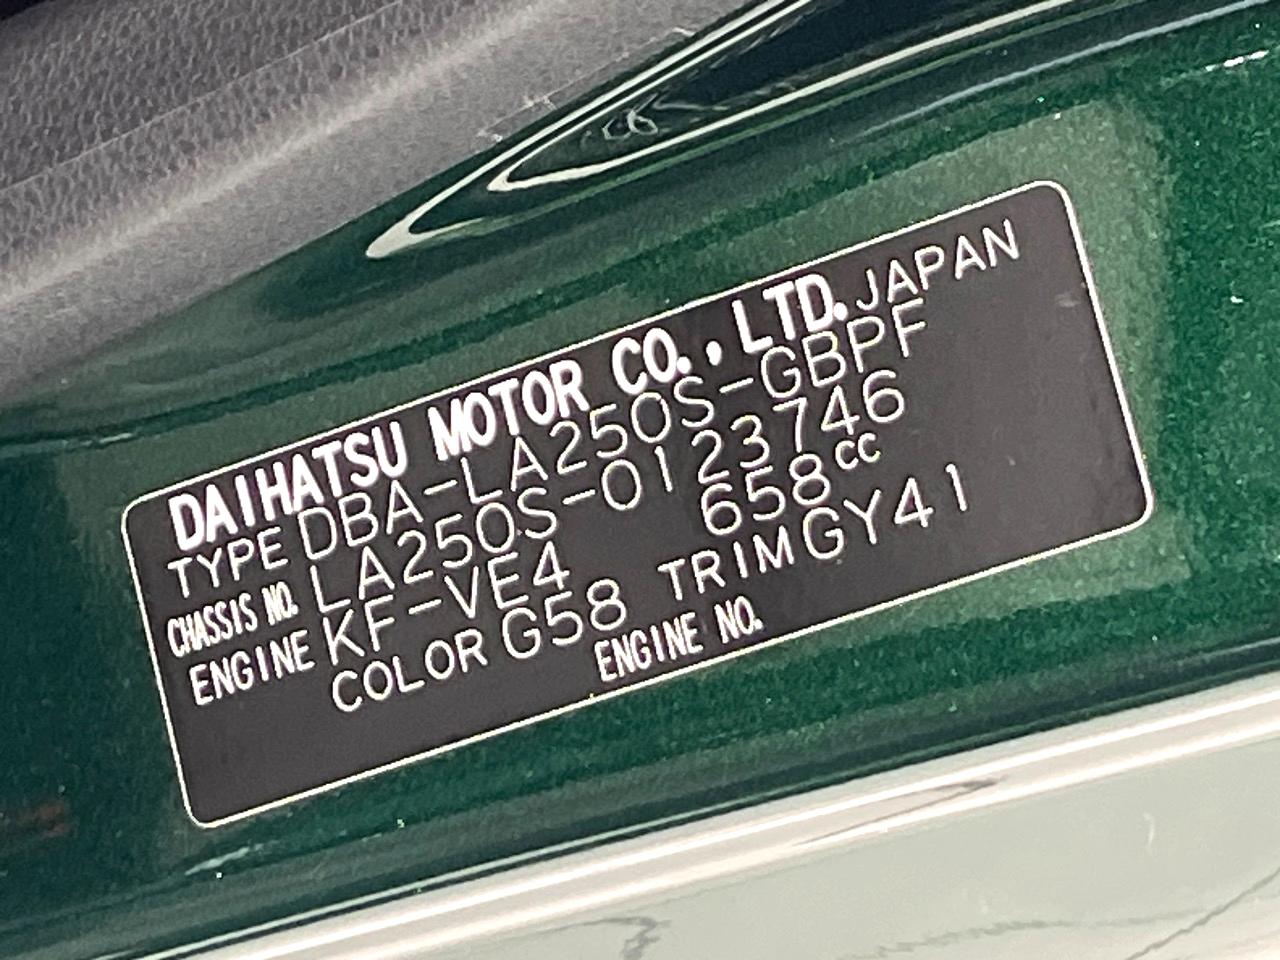 DAIHATSU MOTOR CO., LTD. JAPAN
TYPE DBA-LA250S-GBPF
CHASSIS NO. LA250S-0123746
ENGINE KF-VE4 658cc
COLOR G58 TRIM GY41
ENGINE NO.